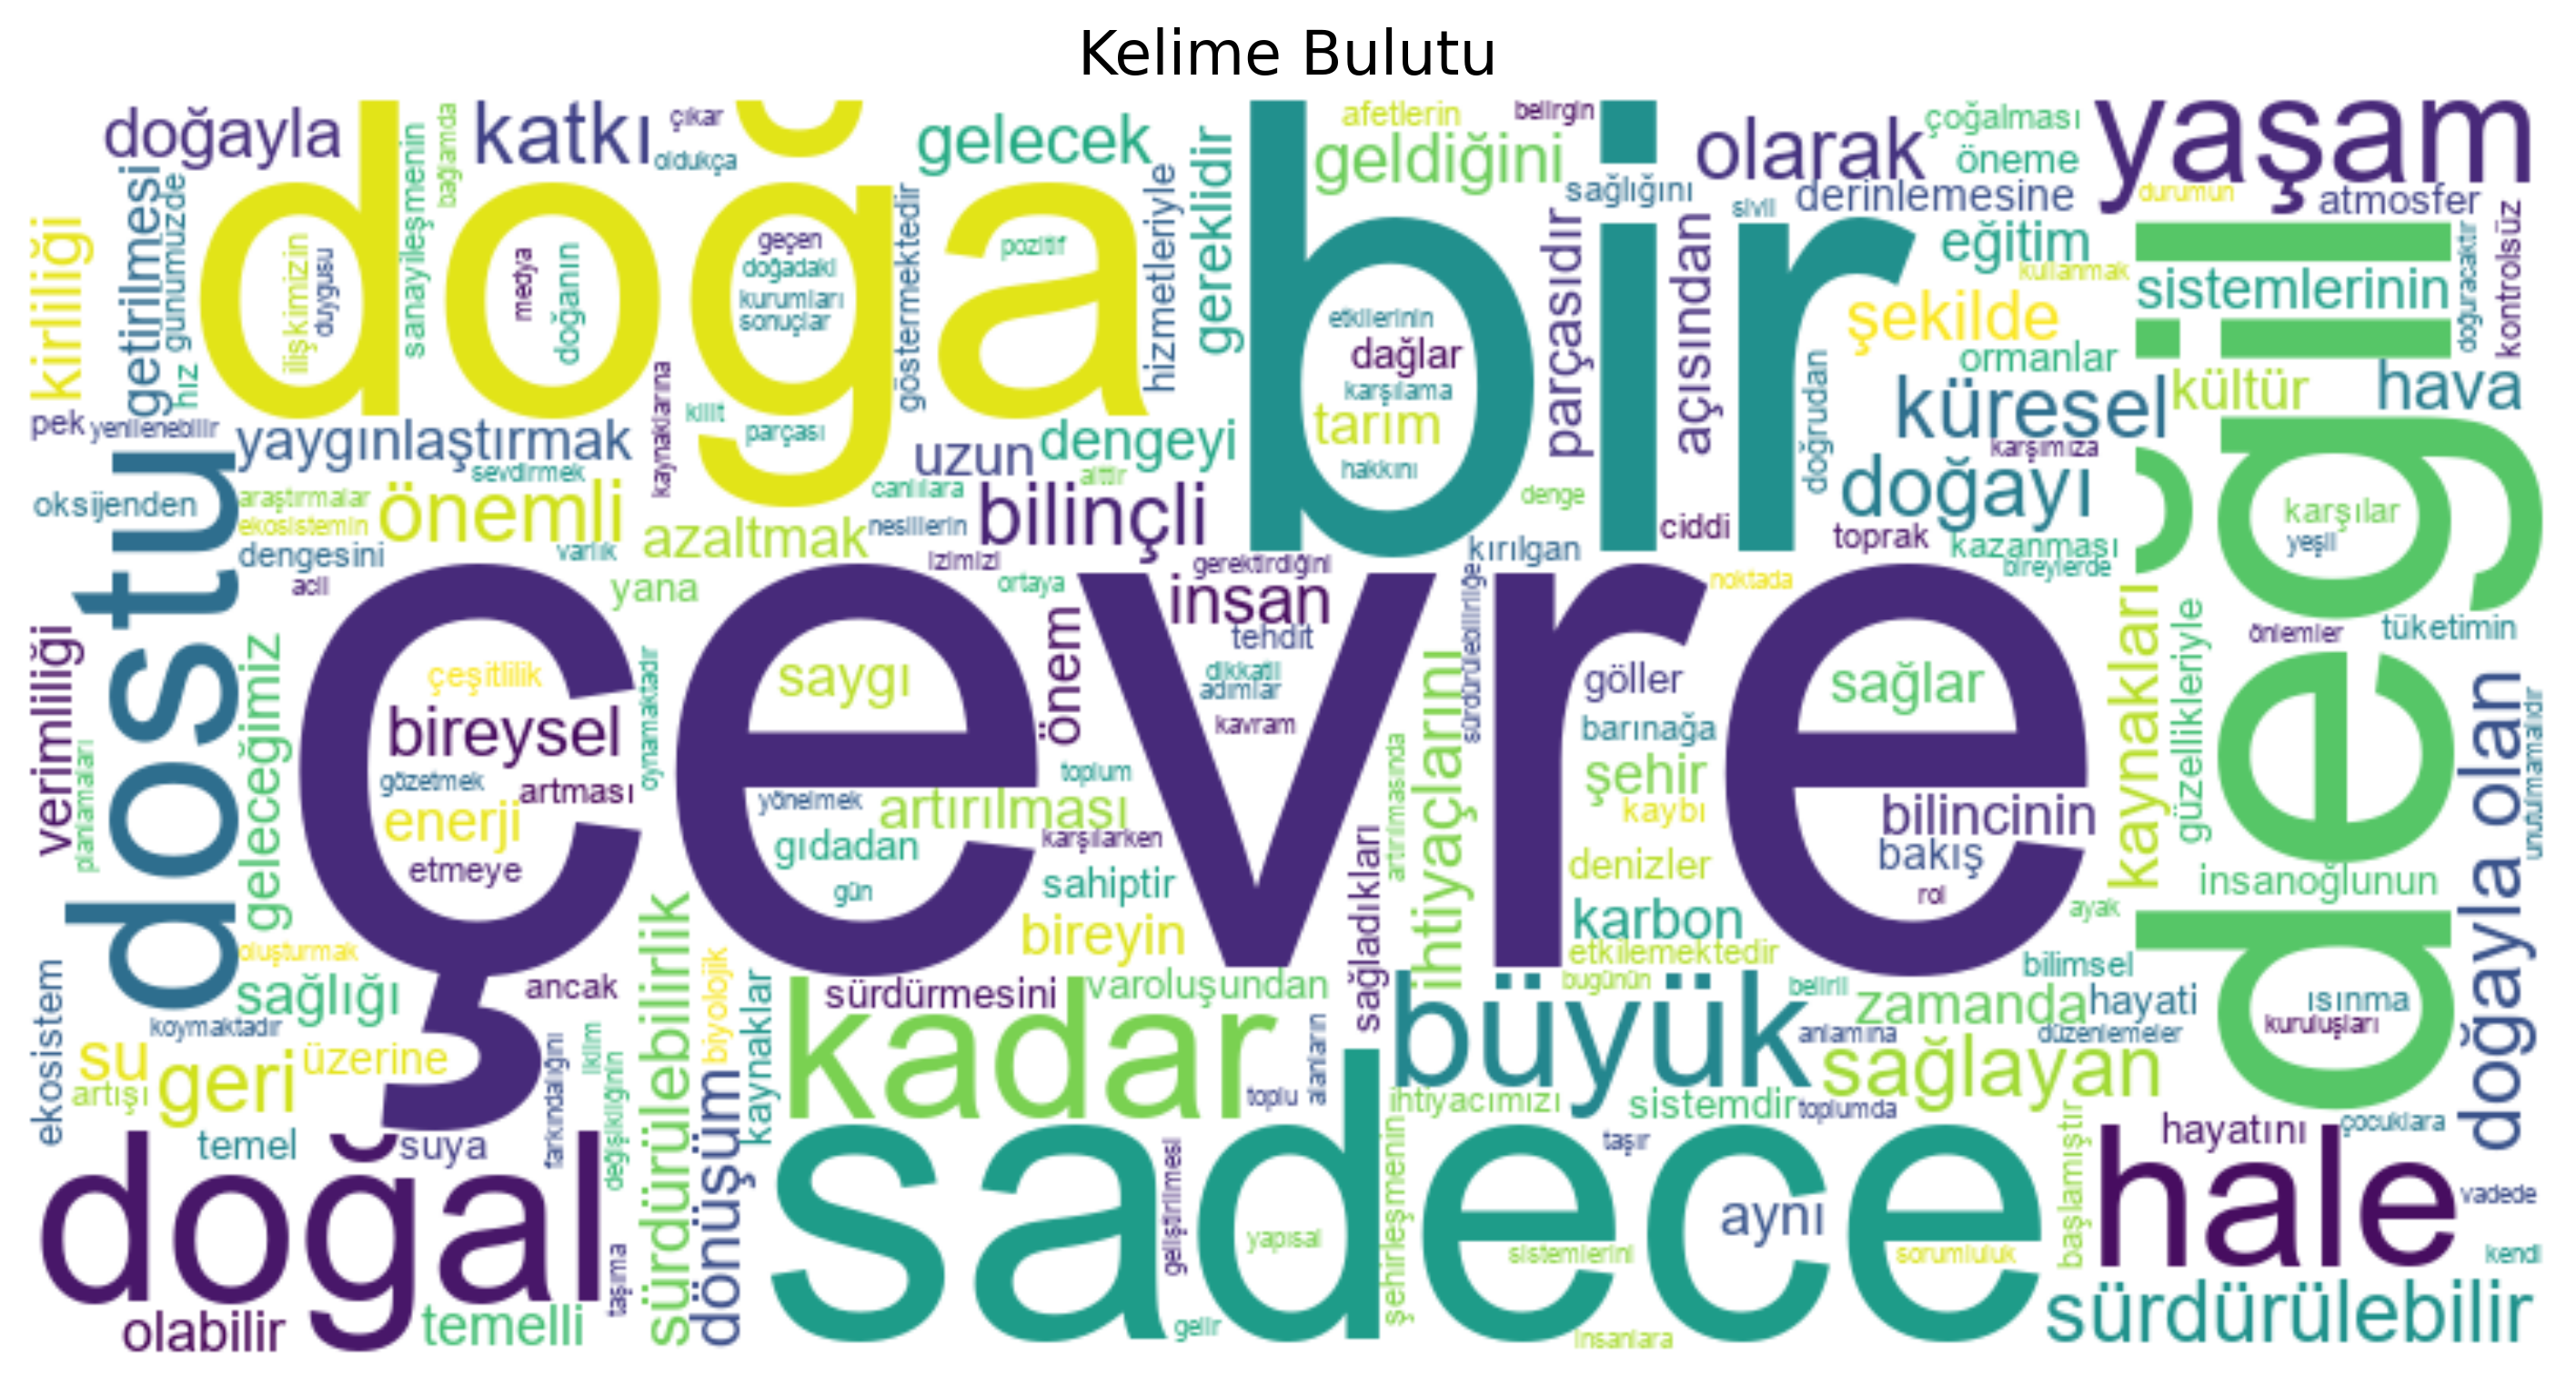 Kelime Bulutu
doğayla
katkı
çıkar
oldukça
gelecek
afetlerin
belirgin
geldiğini
olarak
çoğalması
öneme
yaşam
doğa
bir
sanayileşmenin
bağlamda
gereklidir
hizmetleriyle
sağlığını
sivil
derinlemesine
durumun
atmosfer
kirliliği
getirilmesi
günümüzde
hız
ilişkimizin
duygusu
medya
doğanın
geçen
doğadaki
kurumları
sonuçlar
göstermektedir
pozitif
parçasıdır
açısından
eğitim
kullanmak
sistemlerinin
doğuracaktır
kontrolsüz
şekilde
ormanlar
etkilerinin
dağlar
karşılama
tarım
hakkını
doğrudan
küresel
kültür
hava
pek
yenilenebilir
yaygınlaştırmak
sevdirmek
kaynaklarına
kilit
parçası
uzun
dengeyi
karşımıza
değil
dostu
oksijenden
araştırmalar
ekosistemin
önemli
dengesini
varlık
acil
azaltmak
canlılara
aittir
nesillerin
bilinçli
izimizi
gerektirdiğini
denge
kırılgan
ciddi
doğayı
toprak
kazanması
bireylerde
karşılar
yeşil
yana
ortaya
insan
noktada
çevre
verimliliği
planlamaları
geleceğimiz
çeşitlilik
bireysel
gözetmek
artması
enerji
etmeye
oynamaktadır
saygı
önem
tehdit
dikkatli
adımlar
kavram
toplum
yönelmek
artırılması
karşılarken
gıdadan
gün
sahiptir
bireyin
sürdürülebilirliğe
ihtiyaçlarını
artırılmasında
sağladıkları
göller
barınağa
şehir
kaybı
denizler
karbon
etkilemektedir
sağlar
bilincinin
bakış
rol
ayak
kaynakları
güzellikleriyle
önlemler
tüketimin
insanoğlunun
doğayla olan
unutulmamalıdır
oluşturmak
ekosistem
sağlığı
koymaktadır
ancak
sürdürülebilirlik
biyolojik
kaynaklar
sürdürmesini
varoluşundan
bugünün
belirli
bilimsel
zamanda
hayati
ısınma
kuruluşları
su
geri
üzerine
artışı
farkındalığını
iklim
değişikliğinin
dönüşüm
kadar
toplu
alanların
büyük
anlamına
düzenlemeler
sağlayan
ihtiyacımızı
sistemdir
toplumda
temel
suya
doğal
taşıma
olabilir
temelli
sadece
geliştirilmesi
yapısal
şehirleşmenin
taşır
sistemlerini
aynı
sorumluluk
başlamıştır
hayatını
çocuklara
hale
vadede
kendi
gelir
insanlara
sürdürülebilir